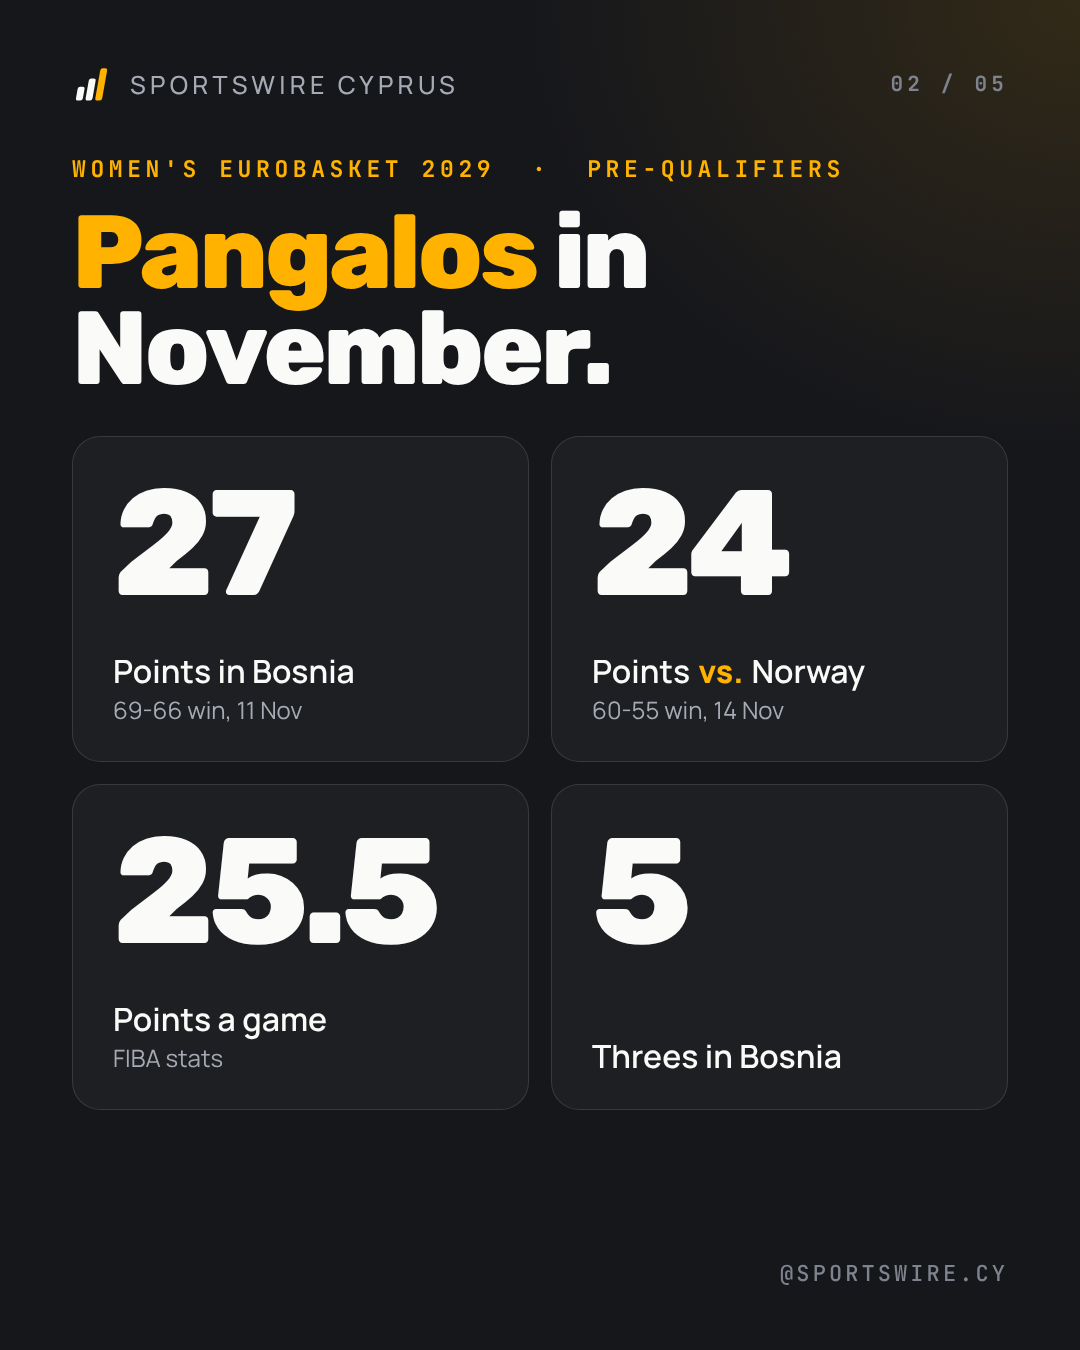 SPORTSWIRE CYPRUS
02 / 05
WOMEN'S EUROBASKET 2029 · PRE-QUALIFIERS
Pangalos in
November.
27
Points in Bosnia
69-66 win, 11 Nov
24
Points vs. Norway
60-55 win, 14 Nov
25.5
Points a game
FIBA stats
5
Threes in Bosnia
@SPORTSWIRE.CY